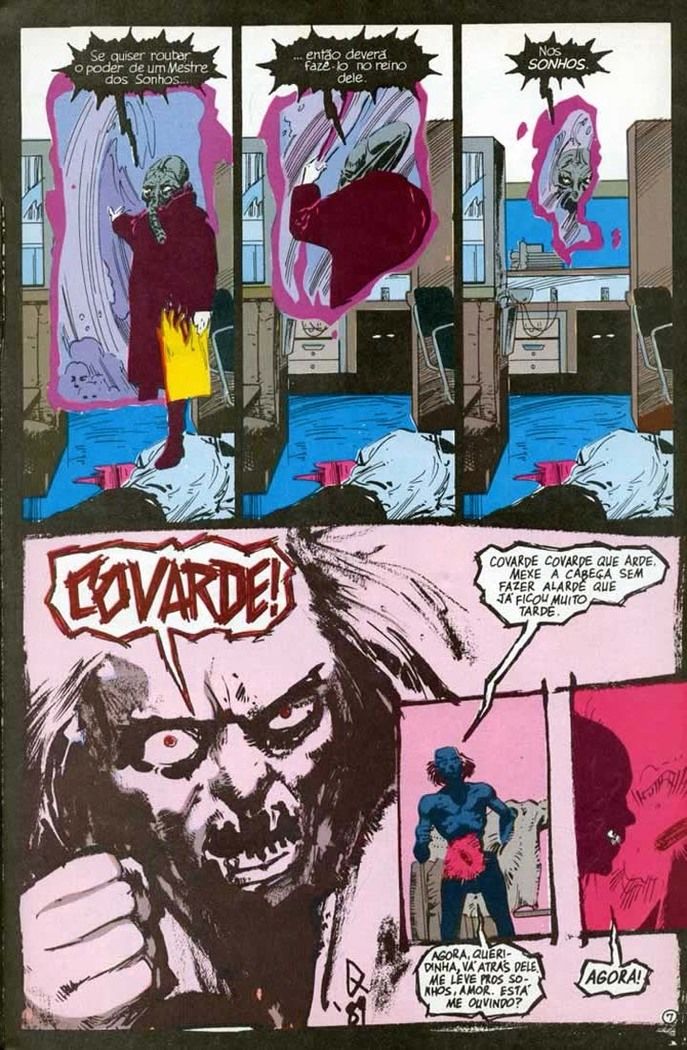 Se quiser roubar
o poder de um Mestre
dos Sonhos...
...então deverá
fazê-lo no reino
dele.
Nos
SONHOS.
COVARDE!
COVARDE COVARDE QUE ARDE.
MEXE A CABEÇA SEM
FAZER ALARDE QUE
JÁ FICOU MUITO
TARDE.
AGORA, QUERI-
DINHA, VÁ ATRÁS DELE.
ME LEVE PROS SO-
NHOS, AMOR. ESTÁ
ME OUVINDO?
AGORA!
89
7